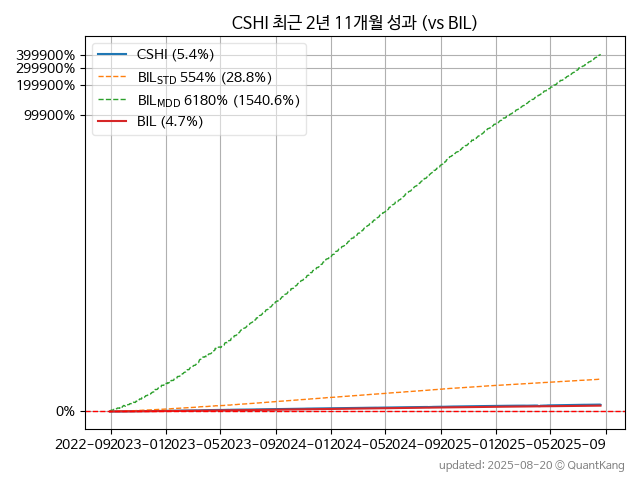 CSHI 최근 2년 11개월 성과 (vs BIL)
CSHI (5.4%)
BIL_STD 554% (28.8%)
BIL_MDD 6180% (1540.6%)
BIL (4.7%)
399900%
299900%
199900%
99900%
0%
2022-09 2023-01 2023-05 2023-09 2024-01 2024-05 2024-09 2025-01 2025-05 2025-09
updated: 2025-08-20 © QuantKang